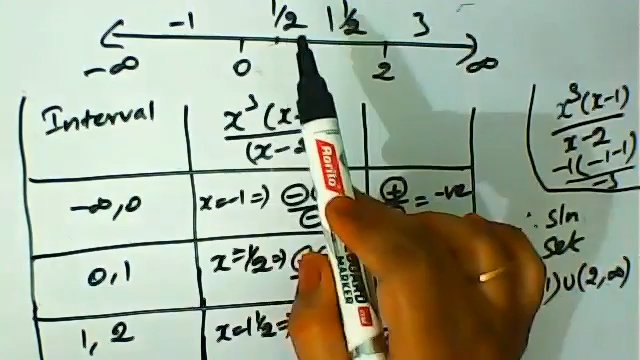 -1 1/2 1 1/2 3
-∞ 0 2 ∞
Interval x³(x-
(x-2
-∞, 0 x=-1=> ⊖ ⊕ = -ve
0, 1 x=1/2=>
1, 2 x=1 1/2=
x³(x-1)
x-2
-1(-1-1)
-3
∴ sln
set
1)∪(2,∞)
Rorito
MARKER